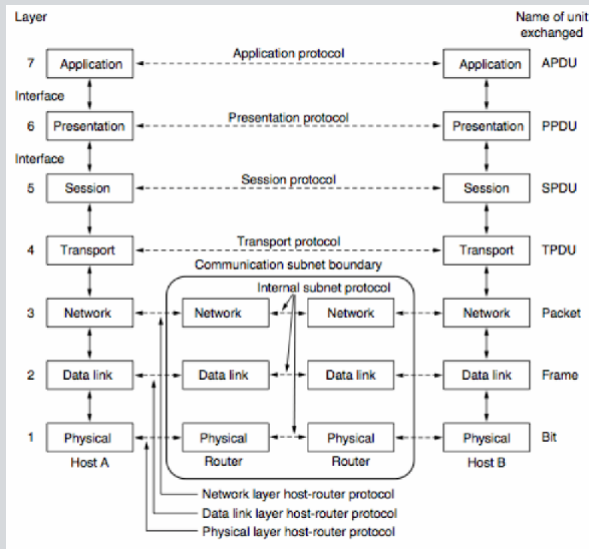 Layer
Name of unit
exchanged
7 Application Application protocol Application APDU
Interface
6 Presentation Presentation protocol Presentation PPDU
Interface
5 Session Session protocol Session SPDU
4 Transport Transport protocol Transport TPDU
Communication subnet boundary
Internal subnet protocol
3 Network Network Network Network Packet
2 Data link Data link Data link Data link Frame
1 Physical Physical Physical Physical Bit
Host A Router Router Host B
Network layer host-router protocol
Data link layer host-router protocol
Physical layer host-router protocol